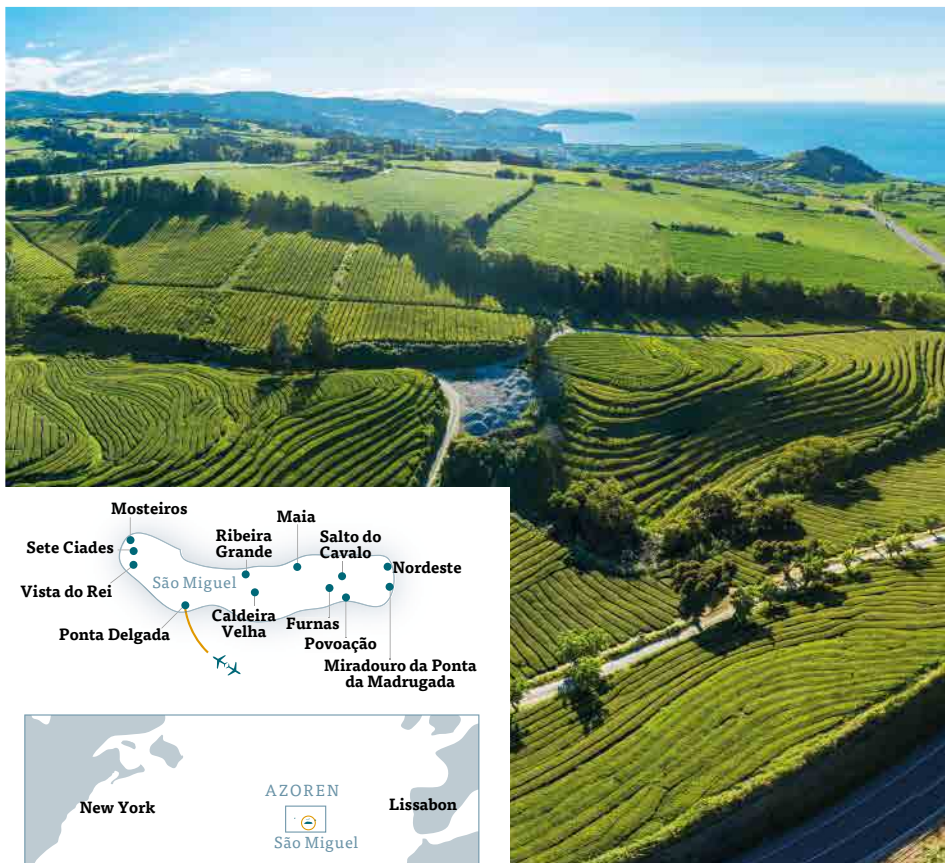 Mosteiros
Sete Ciades
Vista do Rei
Ponta Delgada
São Miguel
Ribeira
Grande
Caldeira
Velha
Maia
Furnas
Salto do
Cavalo
Povoação
Nordeste
Miradouro da Ponta
da Madrugada
New York
AZOREN
São Miguel
Lissabon